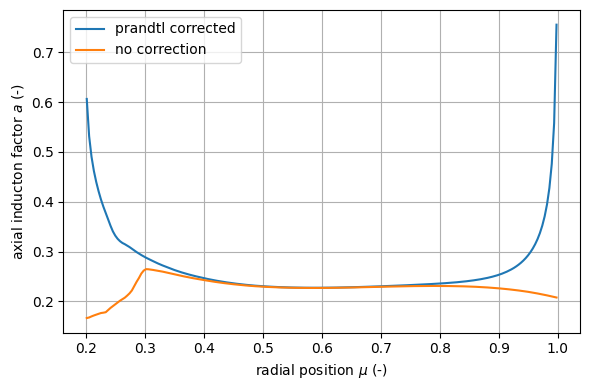 prandtl corrected
no correction
axial inducton factor a (-)
0.7
0.6
0.5
0.4
0.3
0.2
0.2 0.3 0.4 0.5 0.6 0.7 0.8 0.9 1.0
radial position μ (-)